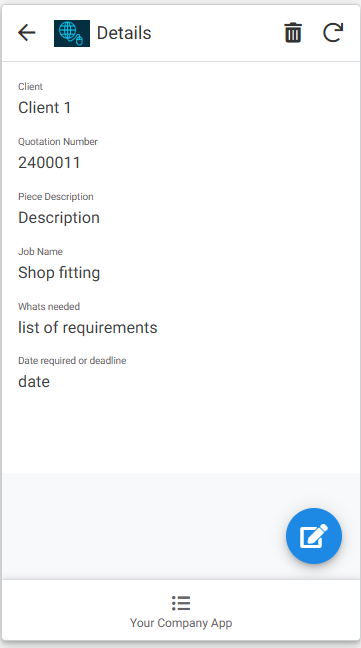 Details
Client
Client 1
Quotation Number
2400011
Piece Description
Description
Job Name
Shop fitting
Whats needed
list of requirements
Date required or deadline
date
Your Company App